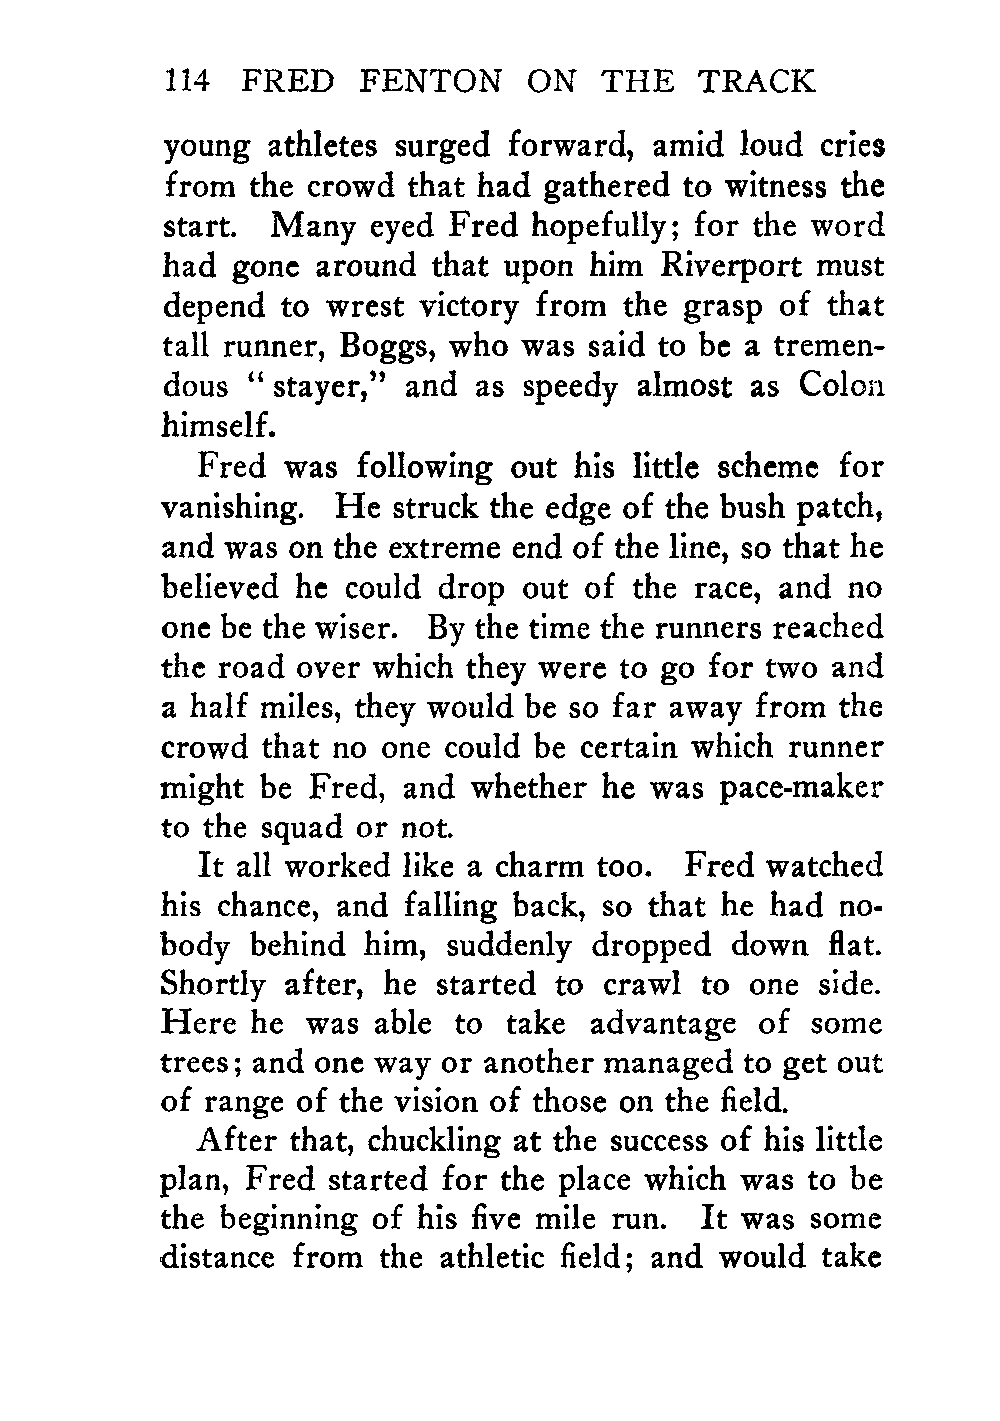 114 FRED FENTON ON THE TRACK
young athletes surged forward, amid loud cries
from the crowd that had gathered to witness the
start. Many eyed Fred hopefully; for the word
had gone around that upon him Riverport must
depend to wrest victory from the grasp of that
tall runner, Boggs, who was said to be a tremen-
dous “ stayer,” and as speedy almost as Colon
himself.
Fred was following out his little scheme for
vanishing. He struck the edge of the bush patch,
and was on the extreme end of the line, so that he
believed he could drop out of the race, and no
one be the wiser. By the time the runners reached
the road over which they were to go for two and
a half miles, they would be so far away from the
crowd that no one could be certain which runner
might be Fred, and whether he was pace-maker
to the squad or not.
It all worked like a charm too. Fred watched
his chance, and falling back, so that he had no-
body behind him, suddenly dropped down flat.
Shortly after, he started to crawl to one side.
Here he was able to take advantage of some
trees; and one way or another managed to get out
of range of the vision of those on the field.
After that, chuckling at the success of his little
plan, Fred started for the place which was to be
the beginning of his five mile run. It was some
distance from the athletic field; and would take